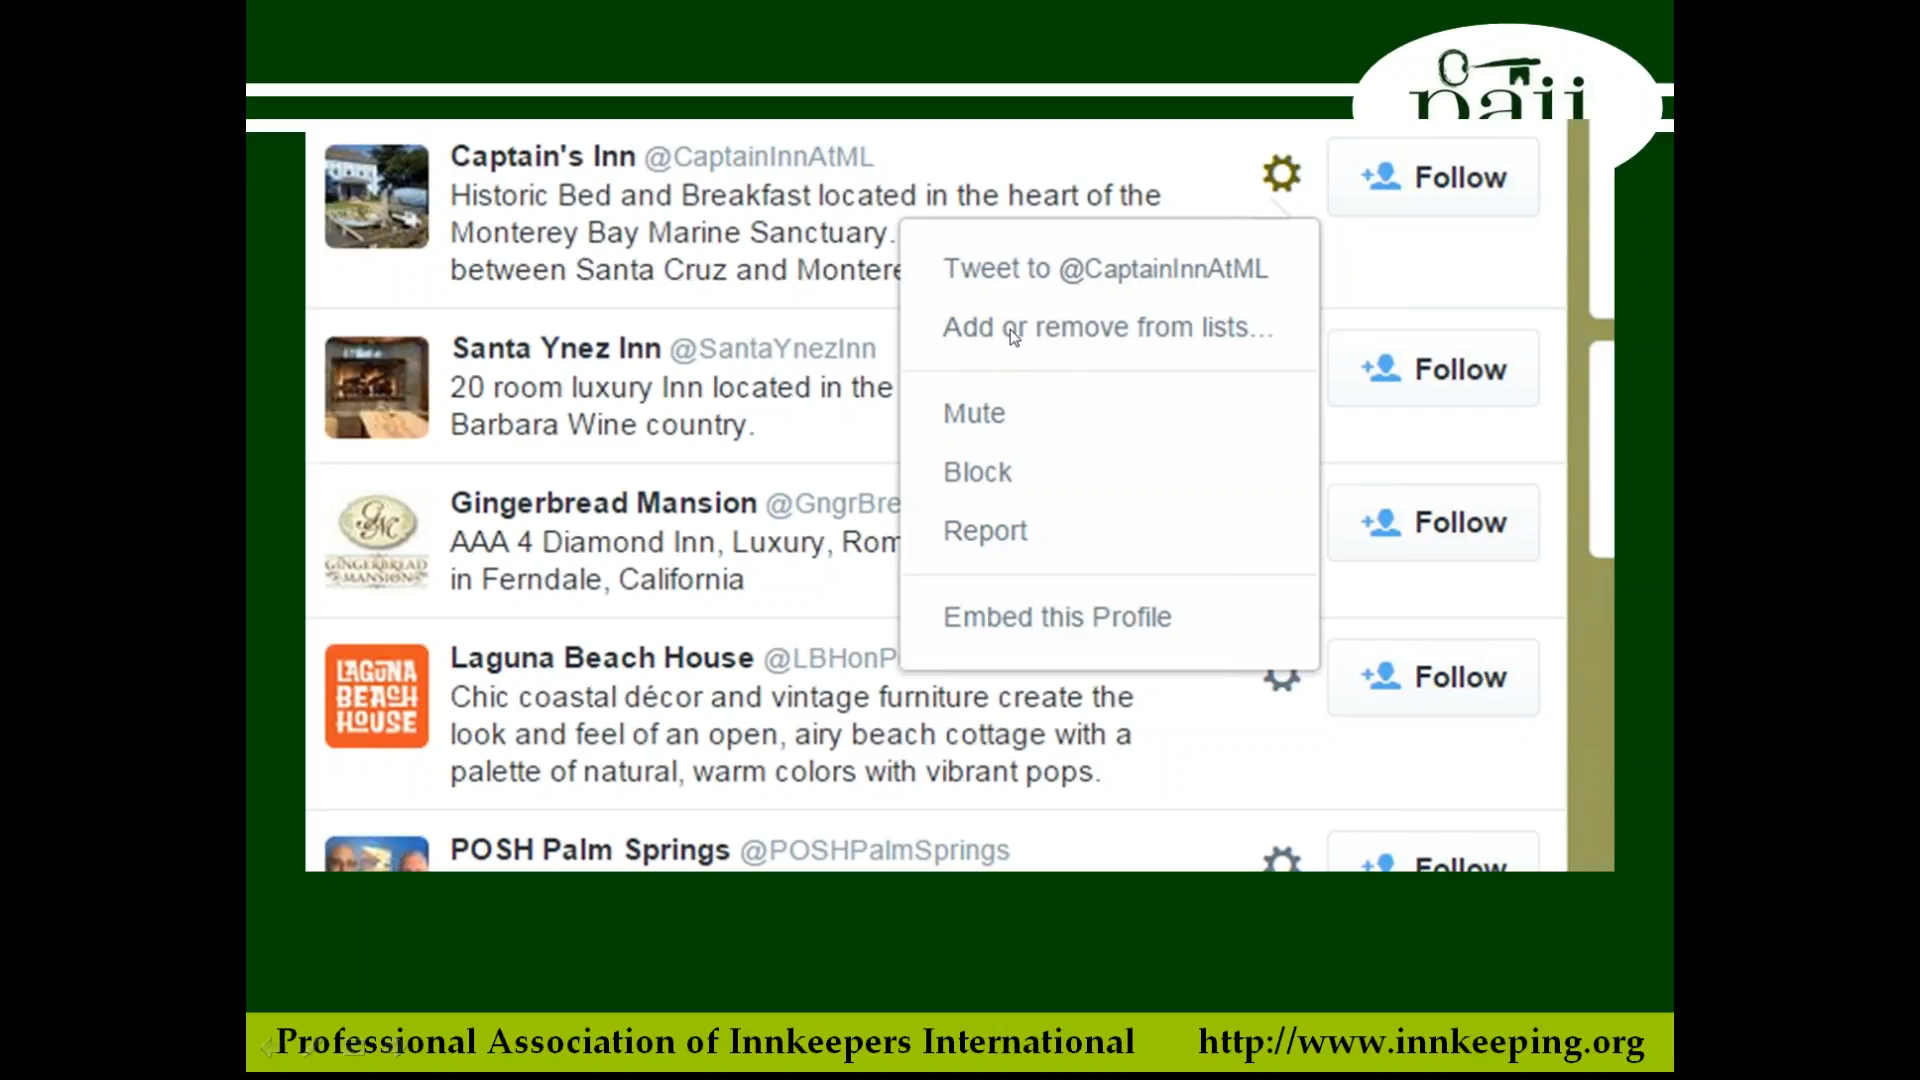 paii
Captain's Inn @CaptainInnAtML
Historic Bed and Breakfast located in the heart of the
Monterey Bay Marine Sanctuary.
between Santa Cruz and Montere
Follow
Tweet to @CaptainInnAtML
Add or remove from lists...
Mute
Block
Report
Embed this Profile
Santa Ynez Inn @SantaYnezInn
20 room luxury Inn located in the
Barbara Wine country.
Follow
GM
GINGERBREAD
MANSION
Gingerbread Mansion @GngrBre
AAA 4 Diamond Inn, Luxury, Rom
in Ferndale, California
Follow
LAGUNA
BEACH
HOUSE
Laguna Beach House @LBHonP
Chic coastal décor and vintage furniture create the
look and feel of an open, airy beach cottage with a
palette of natural, warm colors with vibrant pops.
Follow
POSH Palm Springs @POSHPalmSprings
Follow
Professional Association of Innkeepers International http://www.innkeeping.org